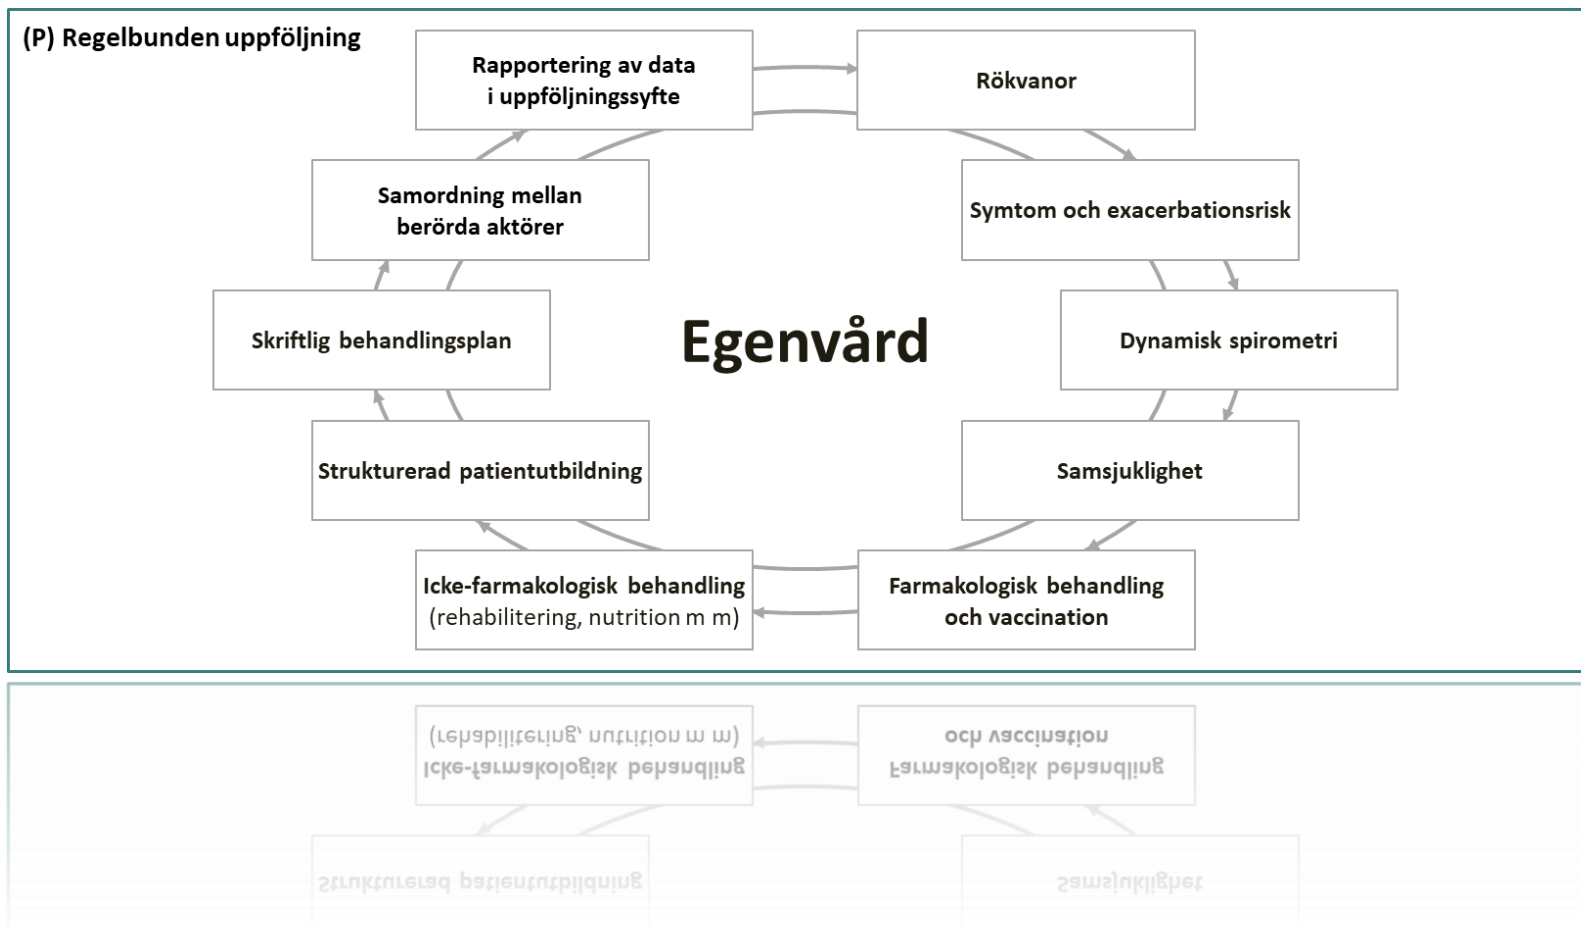 (P) Regelbunden uppföljning
Rapportering av data
i uppföljningssyfte
Rökvanor
Symtom och exacerbationsrisk
Dynamisk spirometri
Samsjuklighet
Farmakologisk behandling
och vaccination
Icke-farmakologisk behandling
(rehabilitering, nutrition m m)
Strukturerad patientutbildning
Skriftlig behandlingsplan
Samordning mellan
berörda aktörer
Egenvård